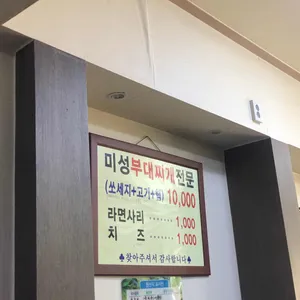 미성부대찌개전문
(쏘세지+고기+햄) 10,000
라면사리 ‥‥‥ 1,000
치 즈 ‥‥‥ 1,000
♣찾아주셔서 감사합니다♣